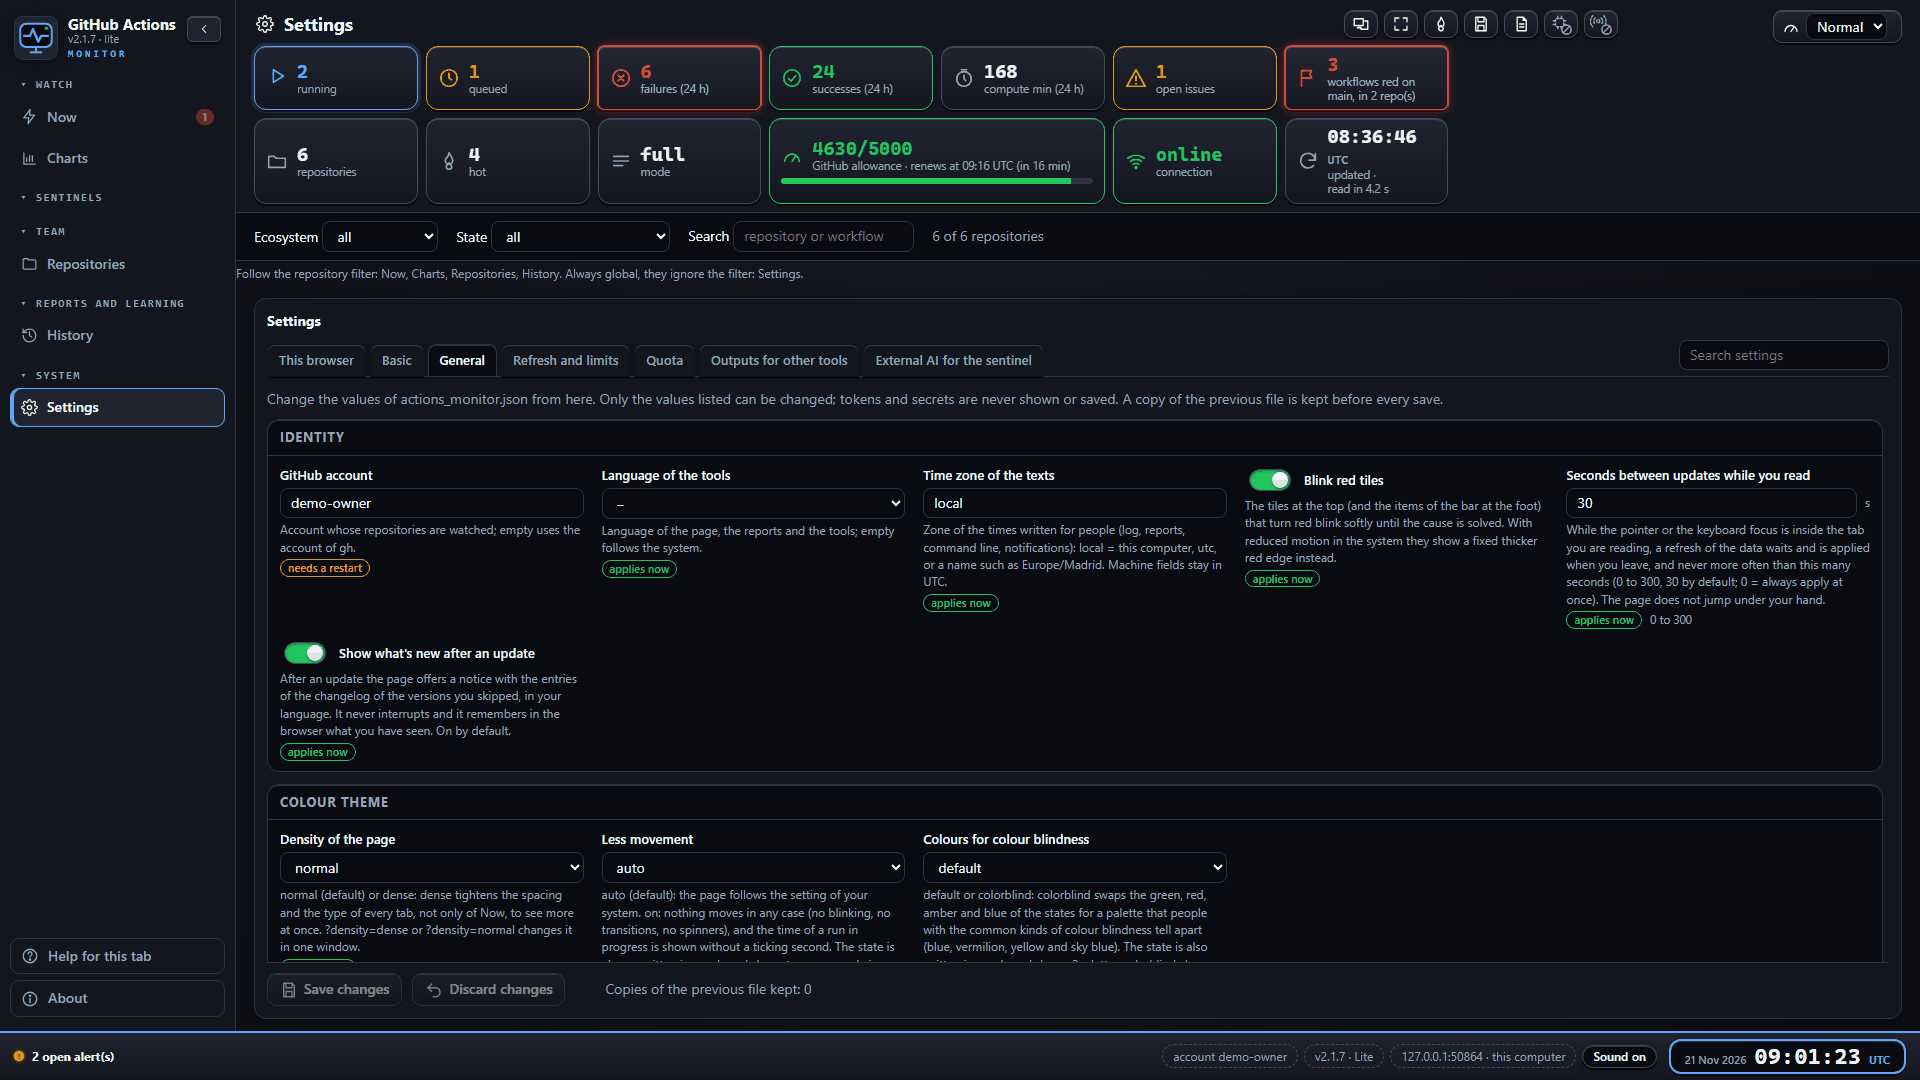 GitHub Actions
v2.1.7 · lite
MONITOR
WATCH
Now
1
Charts
SENTINELS
TEAM
Repositories
REPORTS AND LEARNING
History
SYSTEM
Settings
Help for this tab
About
Settings
Normal
2
running
1
queued
6
failures (24 h)
24
successes (24 h)
168
compute min (24 h)
1
open issues
3
workflows red on
main, in 2 repo(s)
6
repositories
4
hot
full
mode
4630/5000
GitHub allowance · renews at 09:16 UTC (in 16 min)
online
connection
08:36:46
UTC
updated ·
read in 4.2 s
Ecosystem all State all Search repository or workflow 6 of 6 repositories
Follow the repository filter: Now, Charts, Repositories, History. Always global, they ignore the filter: Settings.
Settings
This browser Basic General Refresh and limits Quota Outputs for other tools External AI for the sentinel
Search settings
Change the values of actions_monitor.json from here. Only the values listed can be changed; tokens and secrets are never shown or saved. A copy of the previous file is kept before every save.
IDENTITY
GitHub account
demo-owner
Account whose repositories are watched; empty uses the
account of gh.
needs a restart
Language of the tools
–
Language of the page, the reports and the tools; empty
follows the system.
applies now
Time zone of the texts
local
Zone of the times written for people (log, reports,
command line, notifications): local = this computer, utc,
or a name such as Europe/Madrid. Machine fields stay in
UTC.
applies now
Blink red tiles
The tiles at the top (and the items of the bar at the foot)
that turn red blink softly until the cause is solved. With
reduced motion in the system they show a fixed thicker
red edge instead.
applies now
Seconds between updates while you read
30 s
While the pointer or the keyboard focus is inside the tab
you are reading, a refresh of the data waits and is applied
when you leave, and never more often than this many
seconds (0 to 300, 30 by default; 0 = always apply at
once). The page does not jump under your hand.
applies now 0 to 300
Show what's new after an update
After an update the page offers a notice with the entries
of the changelog of the versions you skipped, in your
language. It never interrupts and it remembers in the
browser what you have seen. On by default.
applies now
COLOUR THEME
Density of the page
normal
normal (default) or dense: dense tightens the spacing
and the type of every tab, not only of Now, to see more
at once. ?density=dense or ?density=normal changes it
in one window.
Less movement
auto
auto (default): the page follows the setting of your
system. on: nothing moves in any case (no blinking, no
transitions, no spinners), and the time of a run in
progress is shown without a ticking second. The state is
Colours for colour blindness
default
default or colorblind: colorblind swaps the green, red,
amber and blue of the states for a palette that people
with the common kinds of colour blindness tell apart
(blue, vermilion, yellow and sky blue). The state is also
Save changes
Discard changes
Copies of the previous file kept: 0
2 open alert(s)
account demo-owner
v2.1.7 · Lite
127.0.0.1:50864 · this computer
Sound on
21 Nov 2026 09:01:23 UTC